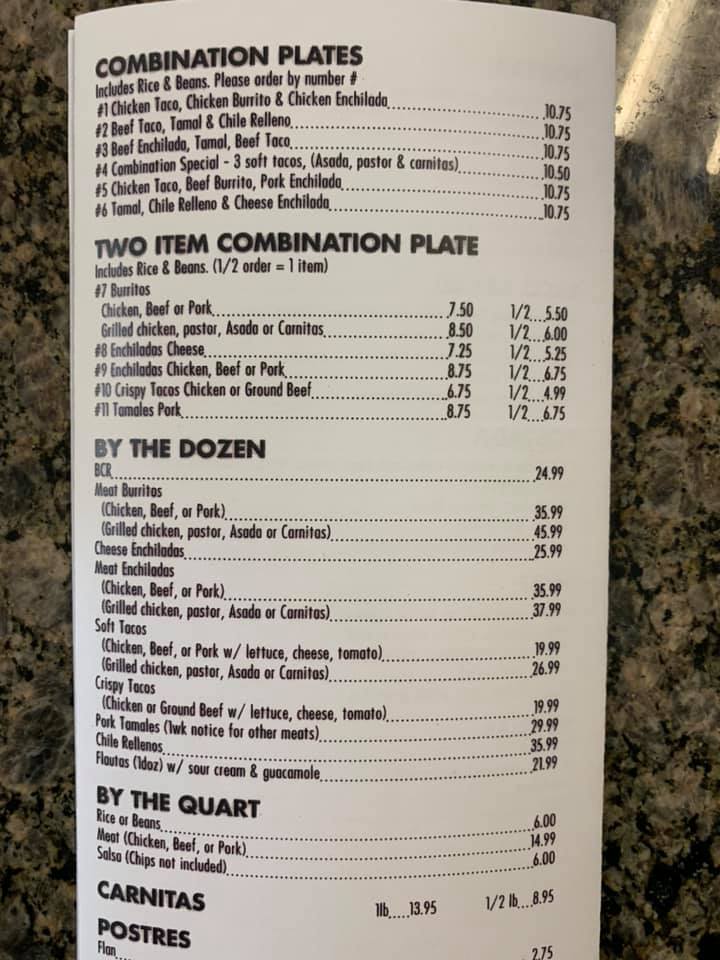 COMBINATION PLATES
Includes Rice & Beans. Please order by number #
#1 Chicken Taco, Chicken Burrito & Chicken Enchilada 10.75
#2 Beef Taco, Tamal & Chile Relleno 10.75
#3 Beef Enchilada, Tamal, Beef Taco 10.75
#4 Combination Special - 3 soft tacos, (Asada, pastor & carnitas) 10.50
#5 Chicken Taco, Beef Burrito, Pork Enchilada 10.75
#6 Tamal, Chile Relleno & Cheese Enchilada 10.75
TWO ITEM COMBINATION PLATE
Includes Rice & Beans. (1/2 order = 1 item)
#7 Burritos
Chicken, Beef or Pork 7.50 1/2...5.50
Grilled chicken, pastor, Asada or Carnitas 8.50 1/2...6.00
#8 Enchiladas Cheese 7.25 1/2...5.25
#9 Enchiladas Chicken, Beef or Pork 8.75 1/2...6.75
#10 Crispy Tacos Chicken or Ground Beef 6.75 1/2...4.99
#11 Tamales Pork 8.75 1/2...6.75
BY THE DOZEN
BCR 24.99
Meat Burritos
(Chicken, Beef, or Pork) 35.99
(Grilled chicken, pastor, Asada or Carnitas) 45.99
Cheese Enchiladas 25.99
Meat Enchiladas
(Chicken, Beef, or Pork) 35.99
(Grilled chicken, pastor, Asada or Carnitas) 37.99
Soft Tacos
(Chicken, Beef, or Pork w/ lettuce, cheese, tomato) 19.99
(Grilled chicken, pastor, Asada or Carnitas) 26.99
Crispy Tacos
(Chicken or Ground Beef w/ lettuce, cheese, tomato) 19.99
Pork Tamales (1wk notice for other meats) 29.99
Chile Rellenos 35.99
Flautas (1doz) w/ sour cream & guacamole 21.99
BY THE QUART
Rice or Beans 6.00
Meat (Chicken, Beef, or Pork) 14.99
Salsa (Chips not included) 6.00
CARNITAS 1lb.....13.95 1/2 lb....8.95
POSTRES
Flan 2.75